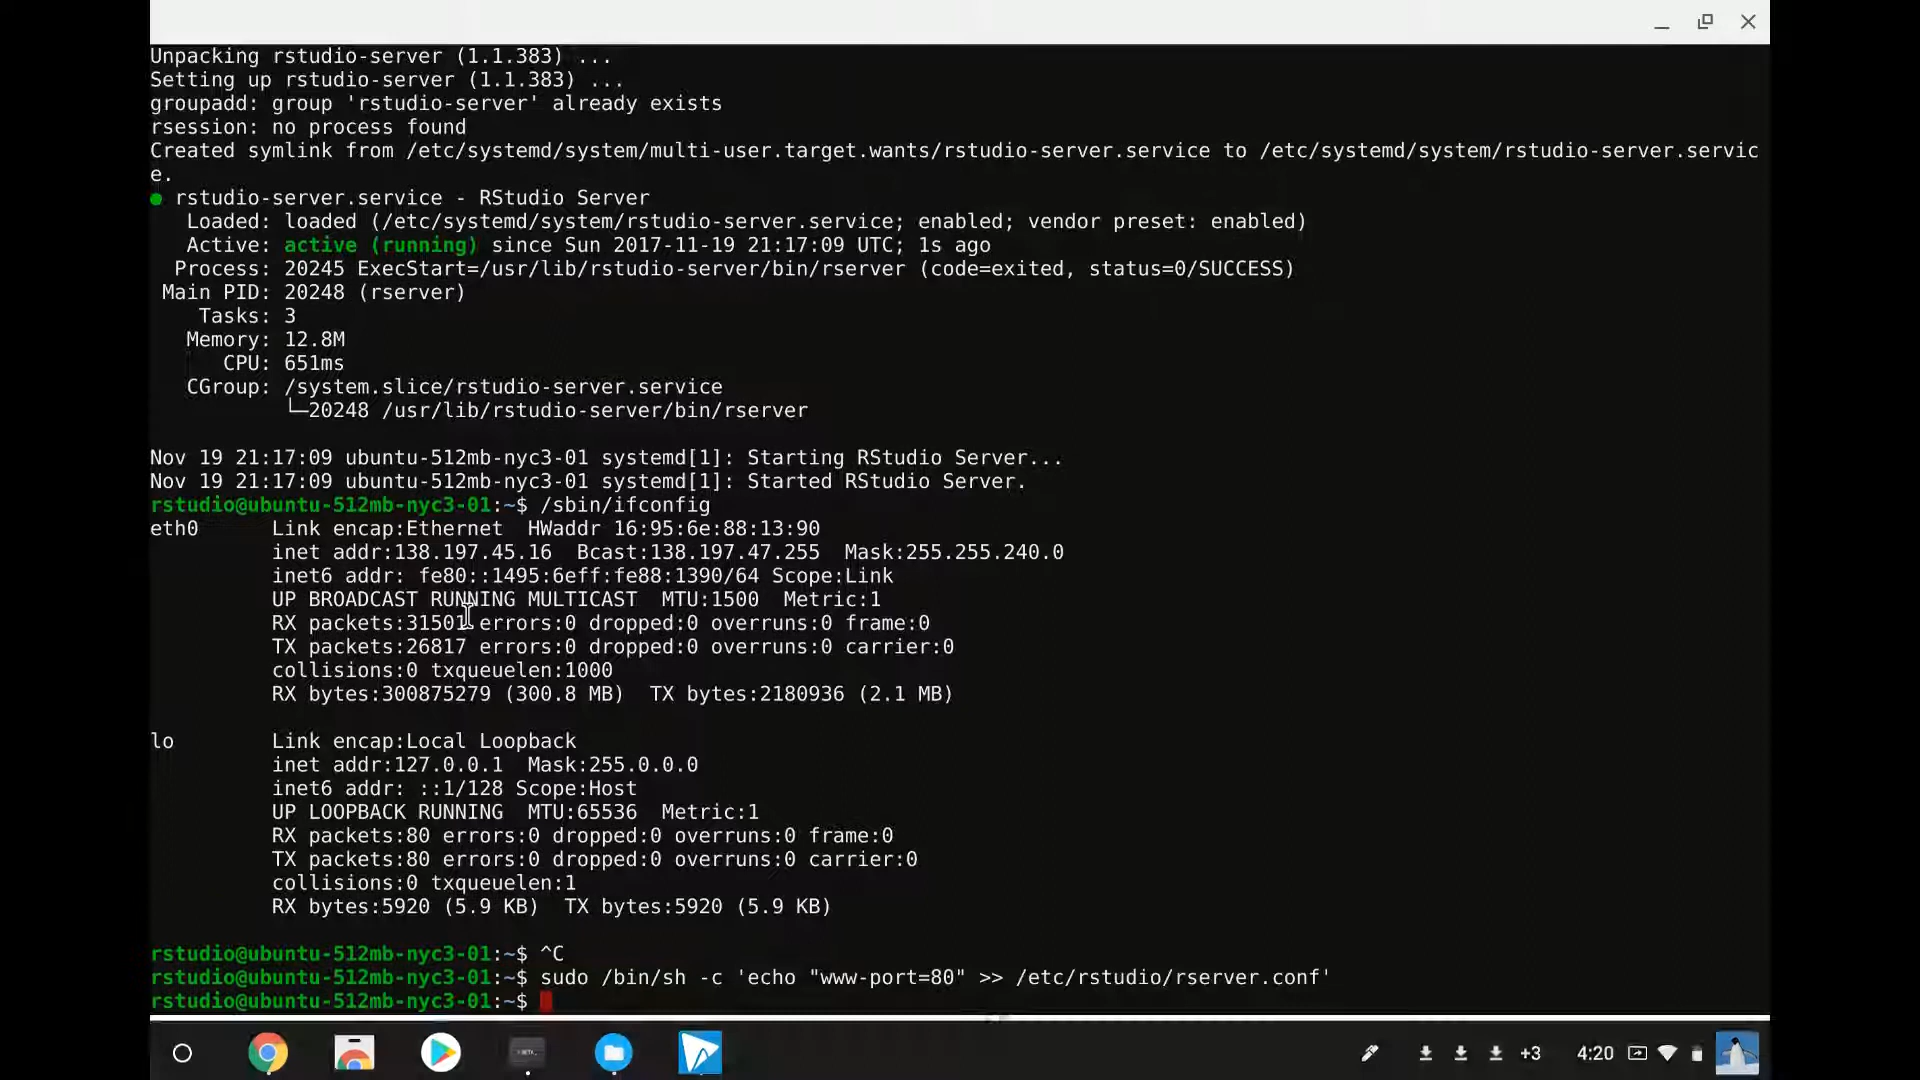 Unpacking rstudio-server (1.1.383) ...
Setting up rstudio-server (1.1.383) ...
groupadd: group 'rstudio-server' already exists
rsession: no process found
Created symlink from /etc/systemd/system/multi-user.target.wants/rstudio-server.service to /etc/systemd/system/rstudio-server.servic
e.
● rstudio-server.service - RStudio Server
   Loaded: loaded (/etc/systemd/system/rstudio-server.service; enabled; vendor preset: enabled)
   Active: active (running) since Sun 2017-11-19 21:17:09 UTC; 1s ago
  Process: 20245 ExecStart=/usr/lib/rstudio-server/bin/rserver (code=exited, status=0/SUCCESS)
 Main PID: 20248 (rserver)
    Tasks: 3
   Memory: 12.8M
      CPU: 651ms
   CGroup: /system.slice/rstudio-server.service
           └─20248 /usr/lib/rstudio-server/bin/rserver
Nov 19 21:17:09 ubuntu-512mb-nyc3-01 systemd[1]: Starting RStudio Server...
Nov 19 21:17:09 ubuntu-512mb-nyc3-01 systemd[1]: Started RStudio Server.
rstudio@ubuntu-512mb-nyc3-01:~$ /sbin/ifconfig
eth0      Link encap:Ethernet  HWaddr 16:95:6e:88:13:90
          inet addr:138.197.45.16  Bcast:138.197.47.255  Mask:255.255.240.0
          inet6 addr: fe80::1495:6eff:fe88:1390/64 Scope:Link
          UP BROADCAST RUNNING MULTICAST  MTU:1500  Metric:1
          RX packets:31501 errors:0 dropped:0 overruns:0 frame:0
          TX packets:26817 errors:0 dropped:0 overruns:0 carrier:0
          collisions:0 txqueuelen:1000
          RX bytes:300875279 (300.8 MB)  TX bytes:2180936 (2.1 MB)
lo        Link encap:Local Loopback
          inet addr:127.0.0.1  Mask:255.0.0.0
          inet6 addr: ::1/128 Scope:Host
          UP LOOPBACK RUNNING  MTU:65536  Metric:1
          RX packets:80 errors:0 dropped:0 overruns:0 frame:0
          TX packets:80 errors:0 dropped:0 overruns:0 carrier:0
          collisions:0 txqueuelen:1
          RX bytes:5920 (5.9 KB)  TX bytes:5920 (5.9 KB)
rstudio@ubuntu-512mb-nyc3-01:~$ ^C
rstudio@ubuntu-512mb-nyc3-01:~$ sudo /bin/sh -c 'echo "www-port=80" >> /etc/rstudio/rserver.conf'
rstudio@ubuntu-512mb-nyc3-01:~$
+3 4:20